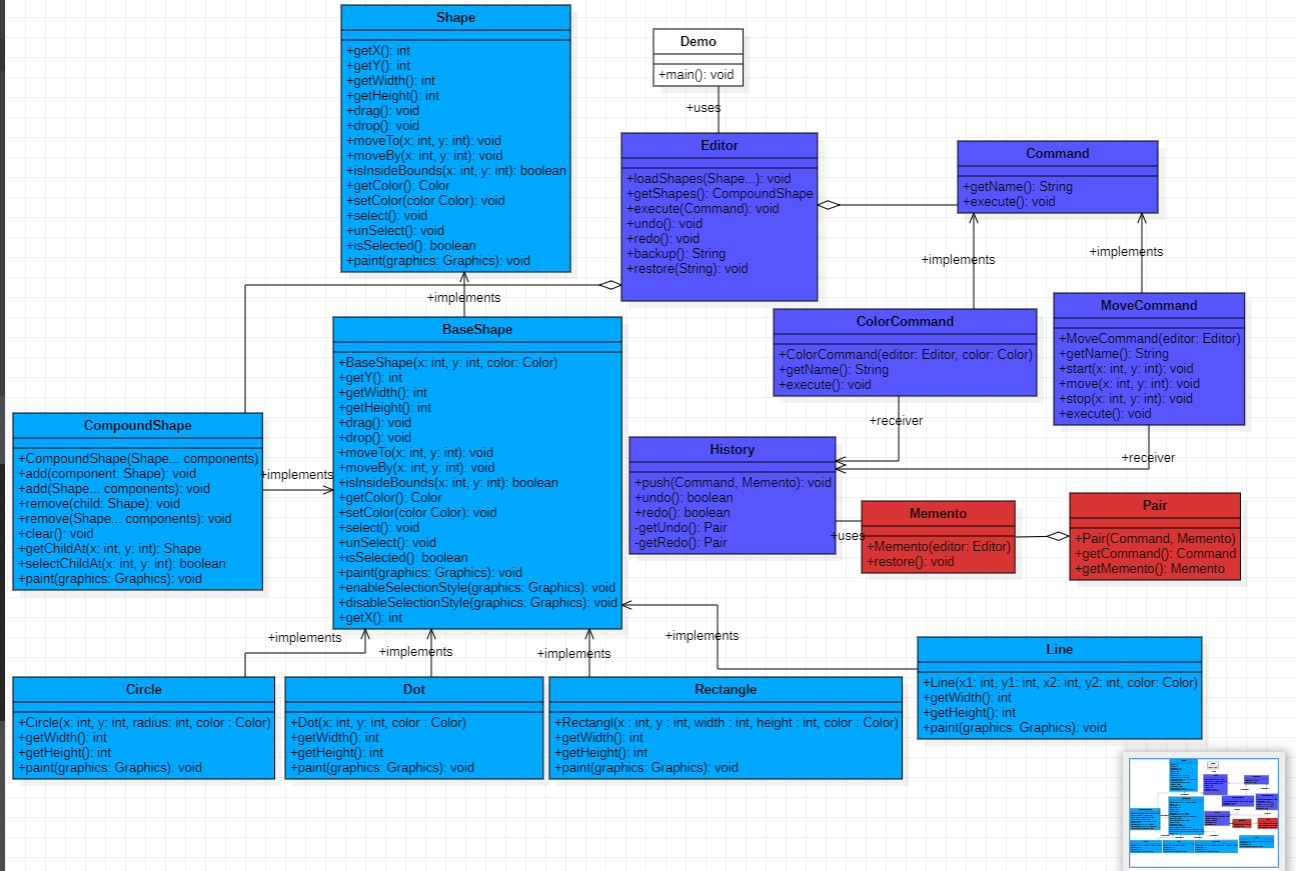 Shape
+getX(): int
+getY(): int
+getWidth(): int
+getHeight(): int
+drag(): void
+drop(): void
+moveTo(x: int, y: int): void
+moveBy(x: int, y: int): void
+isInsideBounds(x: int, y: int): boolean
+getColor(): Color
+setColor(color Color): void
+select(): void
+unSelect(): void
+isSelected(): boolean
+paint(graphics: Graphics): void
Demo
+main(): void
+uses
Editor
+loadShapes(Shape...): void
+getShapes(): CompoundShape
+execute(Command): void
+undo(): void
+redo(): void
+backup(): String
+restore(String): void
Command
+getName(): String
+execute(): void
+implements
+implements
+implements
ColorCommand
+ColorCommand(editor: Editor, color: Color)
+getName(): String
+execute(): void
MoveCommand
+MoveCommand(editor: Editor)
+getName(): String
+start(x: int, y: int): void
+move(x: int, y: int): void
+stop(x: int, y: int): void
+execute(): void
BaseShape
+BaseShape(x: int, y: int, color: Color)
+getY(): int
+getWidth(): int
+getHeight(): int
+drag(): void
+drop(): void
+moveTo(x: int, y: int): void
+moveBy(x: int, y: int): void
+isInsideBounds(x: int, y: int): boolean
+getColor(): Color
+setColor(color Color): void
+select(): void
+unSelect(): void
+isSelected(): boolean
+paint(graphics: Graphics): void
+enableSelectionStyle(graphics: Graphics): void
+disableSelectionStyle(graphics: Graphics): void
+getX(): int
CompoundShape
+CompoundShape(Shape... components)
+add(component: Shape): void
+add(Shape... components): void
+remove(child: Shape): void
+remove(Shape... components): void
+clear(): void
+getChildAt(x: int, y: int): Shape
+selectChildAt(x: int, y: int): boolean
+paint(graphics: Graphics): void
+implements
+receiver
+receiver
History
+push(Command, Memento): void
+undo(): boolean
+redo(): boolean
-getUndo(): Pair
-getRedo(): Pair
+uses
Memento
+Memento(editor: Editor)
+restore(): void
Pair
+Pair(Command, Memento)
+getCommand(): Command
+getMemento(): Memento
+implements
+implements
+implements
+implements
Circle
+Circle(x: int, y: int, radius: int, color : Color)
+getWidth(): int
+getHeight(): int
+paint(graphics: Graphics): void
Dot
+Dot(x: int, y: int, color : Color)
+getWidth(): int
+getHeight(): int
+paint(graphics: Graphics): void
Rectangle
+Rectangl(x : int, y : int, width : int, height : int, color : Color)
+getWidth(): int
+getHeight(): int
+paint(graphics: Graphics): void
Line
+Line(x1: int, y1: int, x2: int, y2: int, color: Color)
+getWidth(): int
+getHeight(): int
+paint(graphics: Graphics): void